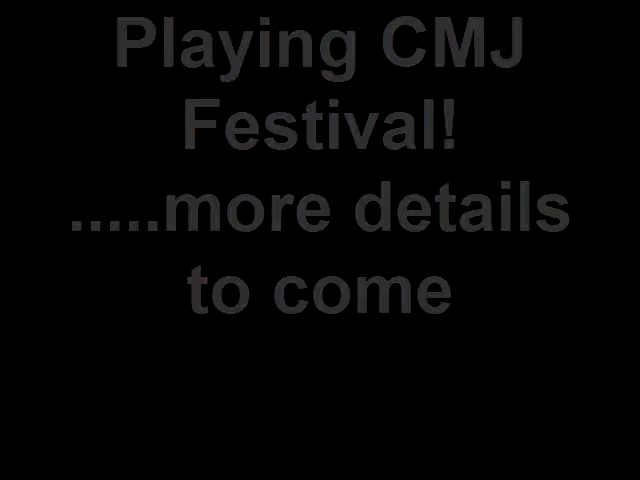 Playing CMJ
Festival!
.....more details
to come